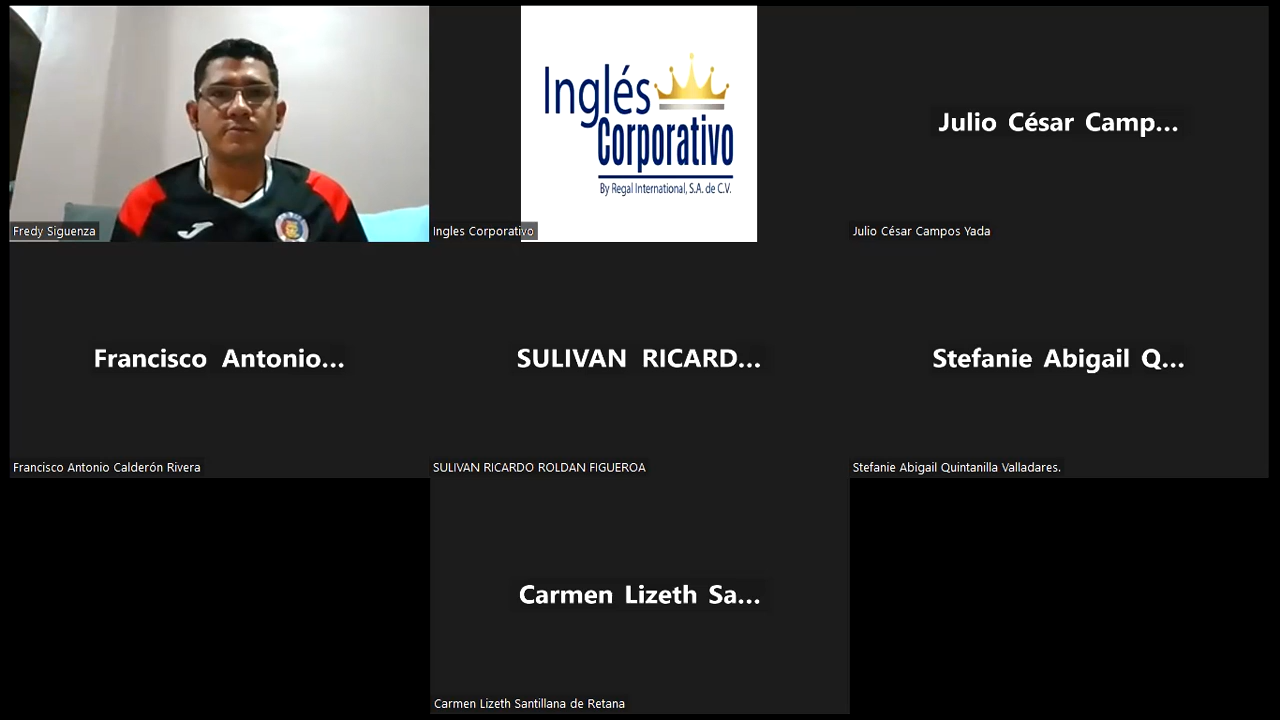 Inglés
Corporativo
By Regal International, S.A. de C.V.
Julio César Camp...
Fredy Siguenza
Ingles Corporativo
Julio César Campos Yada
Francisco Antonio...
SULIVAN RICARD...
Stefanie Abigail Q...
Francisco Antonio Calderón Rivera
SULIVAN RICARDO ROLDAN FIGUEROA
Stefanie Abigail Quintanilla Valladares.
Carmen Lizeth Sa...
Carmen Lizeth Santillana de Retana